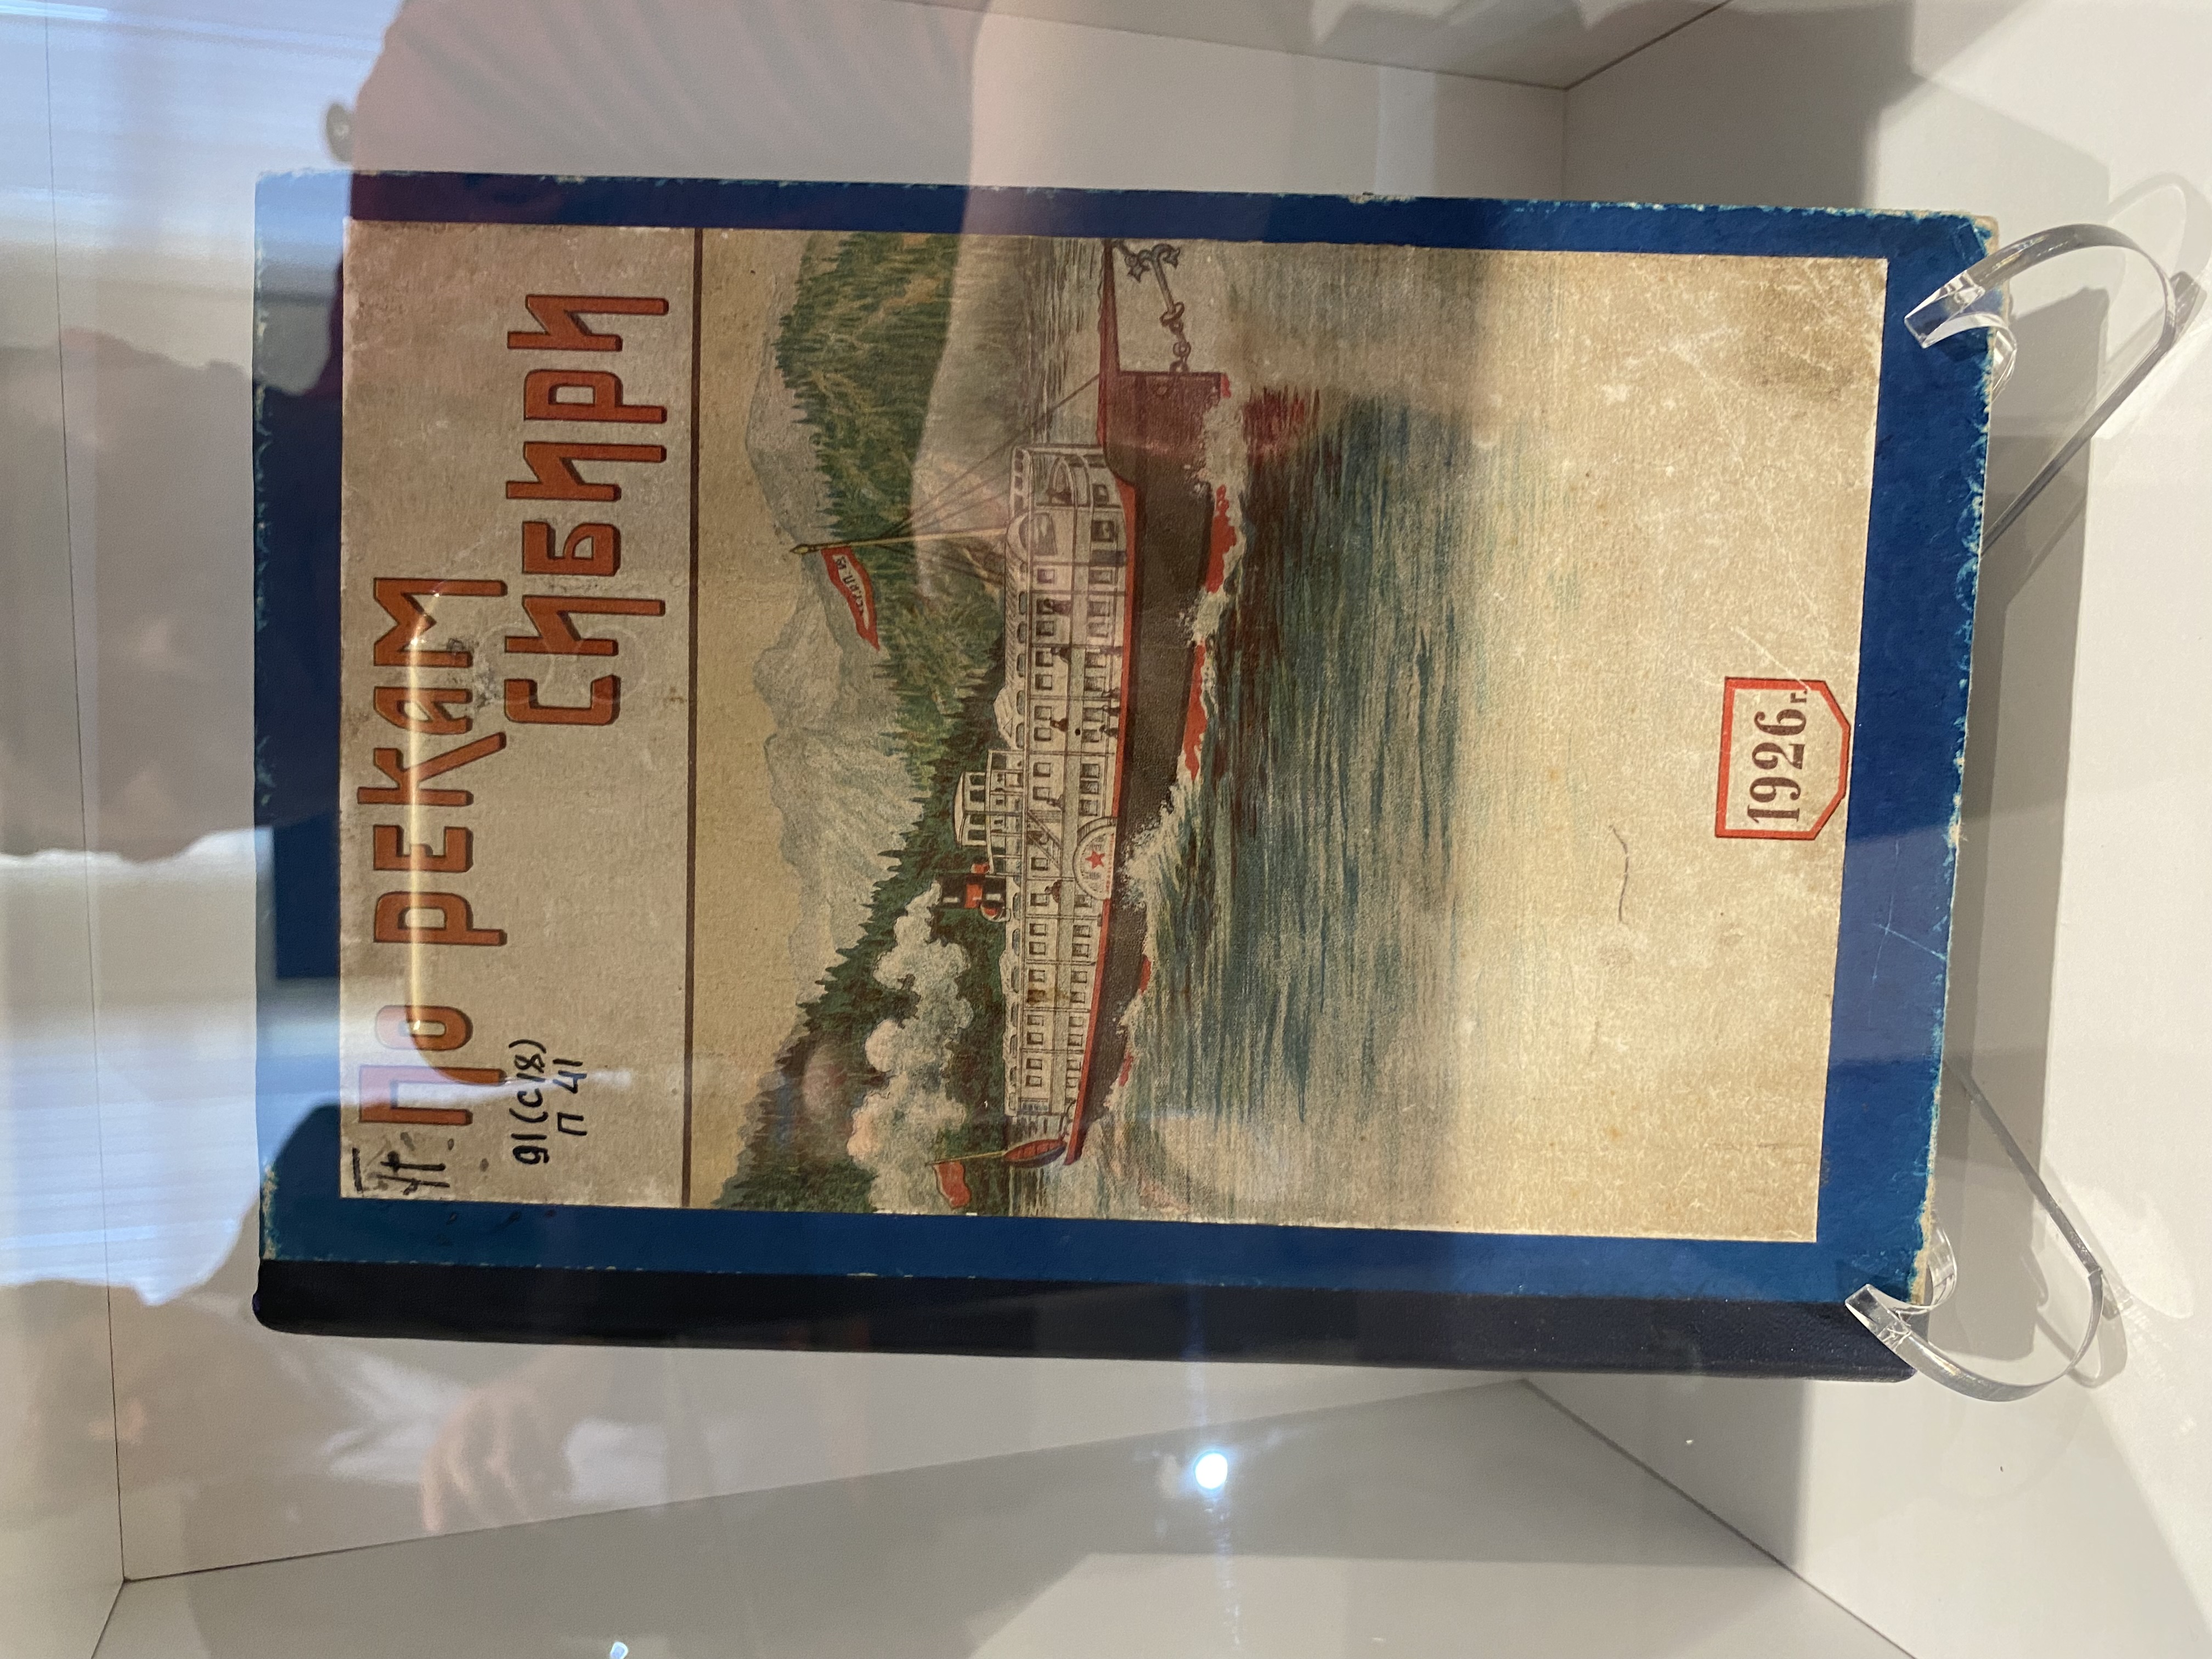 По рекам
Сибири
91(с18)
П 41
1926 г.